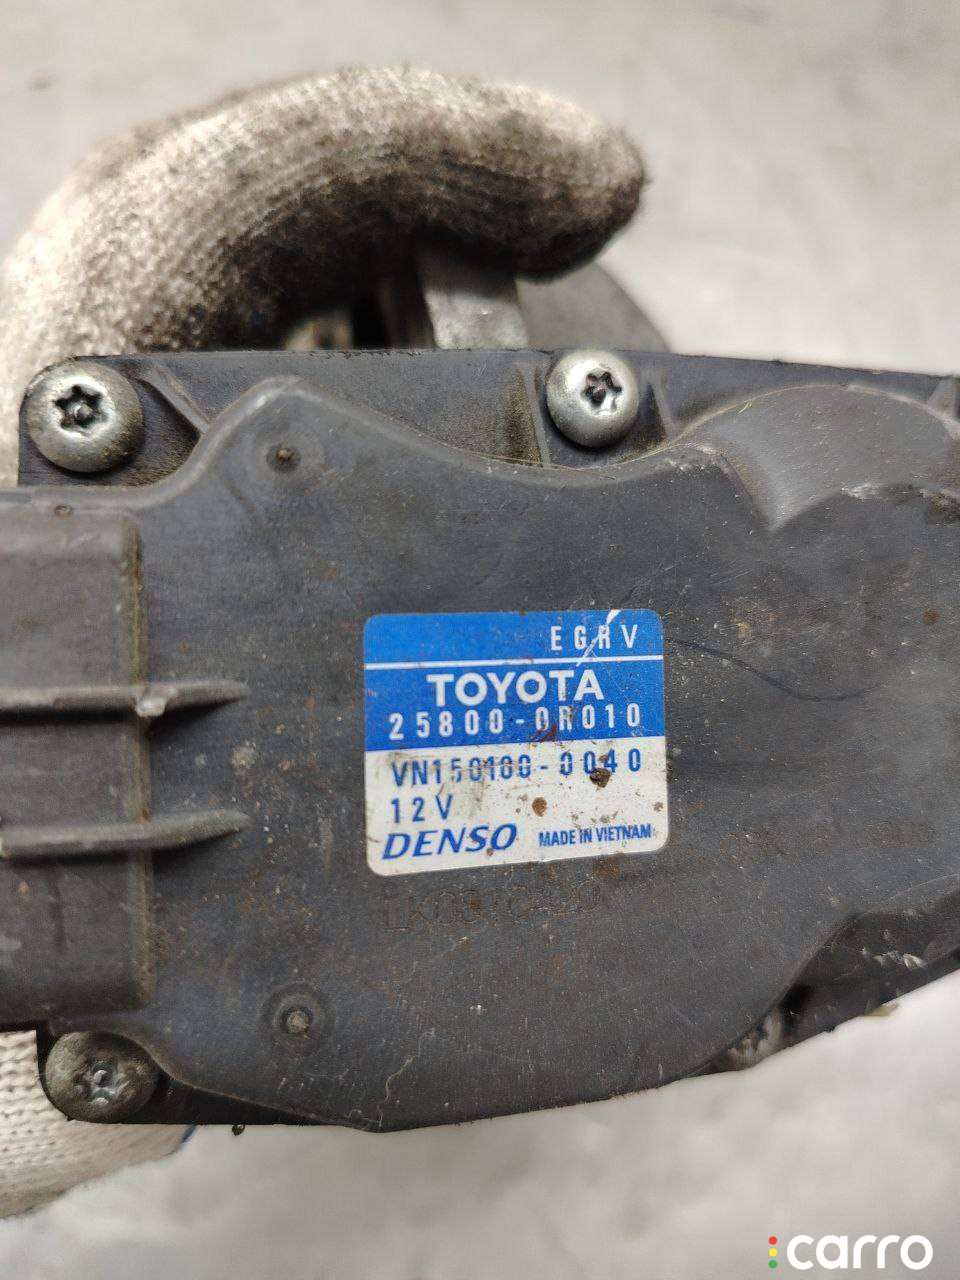 EGRV
TOYOTA
25800-0R010
VN150100-0040
12V
DENSO MADE IN VIETNAM
carro